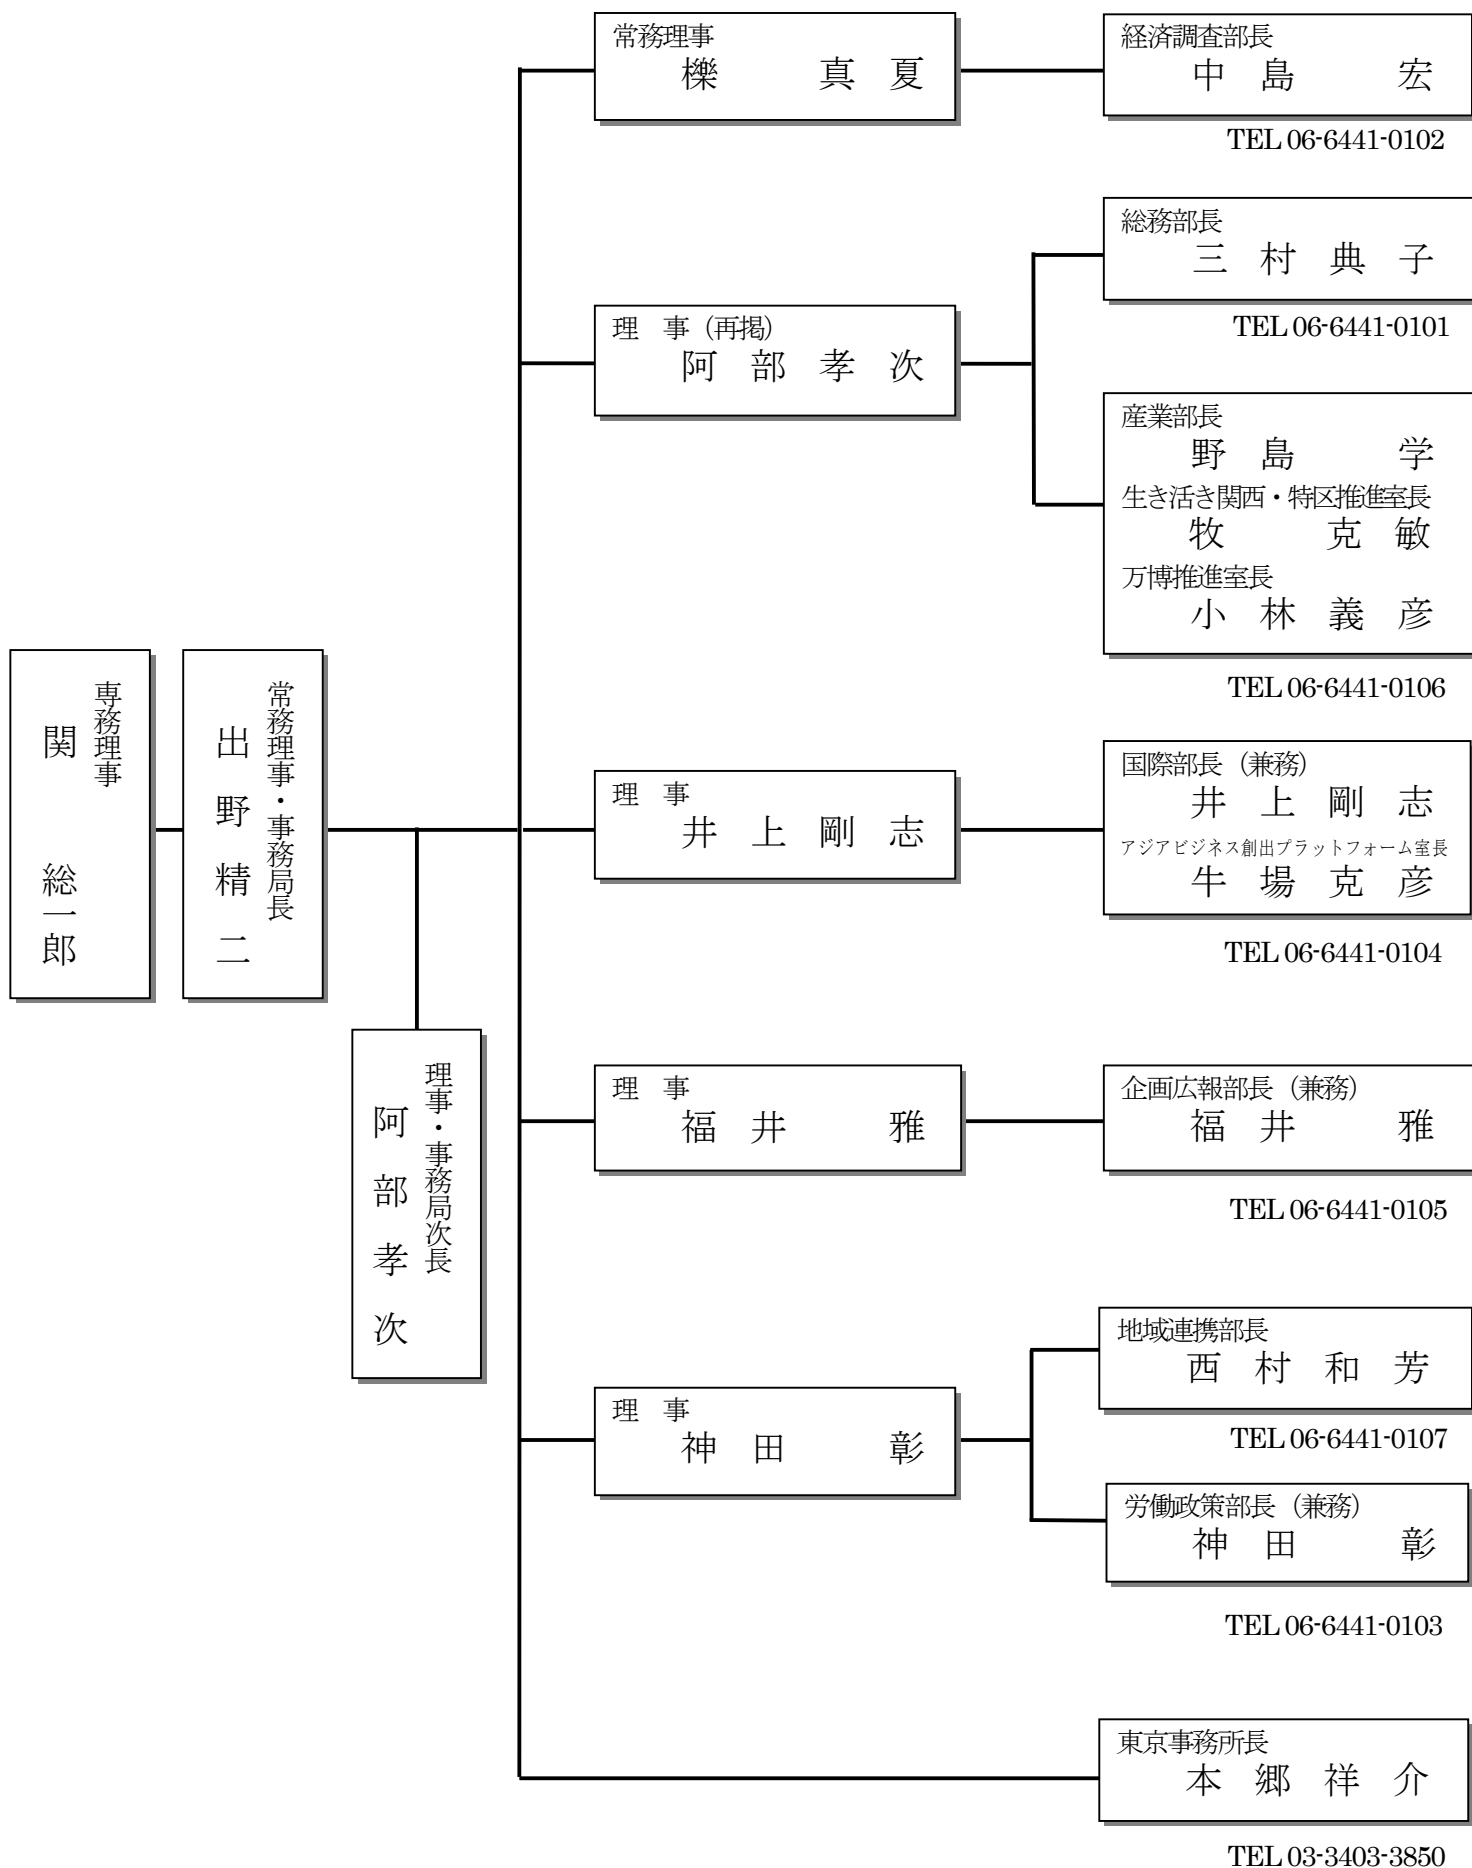 専務理事
関　総一郎
常務理事・事務局長
出野精二
理事・事務局次長
阿部孝次
常務理事
櫟　真夏
経済調査部長
中島　宏
TEL 06-6441-0102
理　事（再掲）
阿部孝次
総務部長
三村典子
TEL 06-6441-0101
産業部長
野島　学
生き活き関西・特区推進室長
牧　克敏
万博推進室長
小林義彦
TEL 06-6441-0106
理　事
井上剛志
国際部長（兼務）
井上剛志
アジアビジネス創出プラットフォーム室長
牛場克彦
TEL 06-6441-0104
理　事
福井　雅
企画広報部長（兼務）
福井　雅
TEL 06-6441-0105
理　事
神田　彰
地域連携部長
西村和芳
TEL 06-6441-0107
労働政策部長（兼務）
神田　彰
TEL 06-6441-0103
東京事務所長
本郷祥介
TEL 03-3403-3850